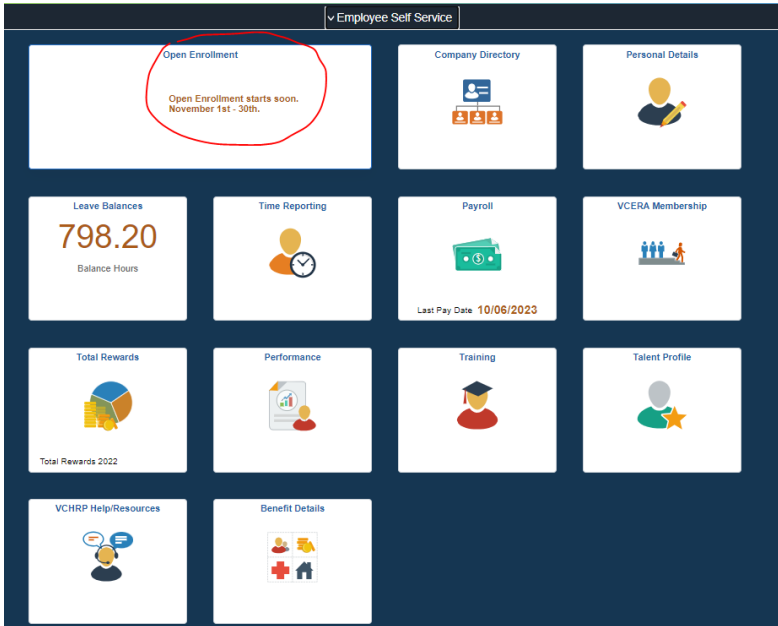 Employee Self Service
Open Enrollment
Open Enrollment starts soon.
November 1st - 30th.
Company Directory
Personal Details
Leave Balances
798.20
Balance Hours
Time Reporting
Payroll
Last Pay Date 10/06/2023
VCERA Membership
Total Rewards
Total Rewards 2022
Performance
Training
Talent Profile
VCHRP Help/Resources
Benefit Details